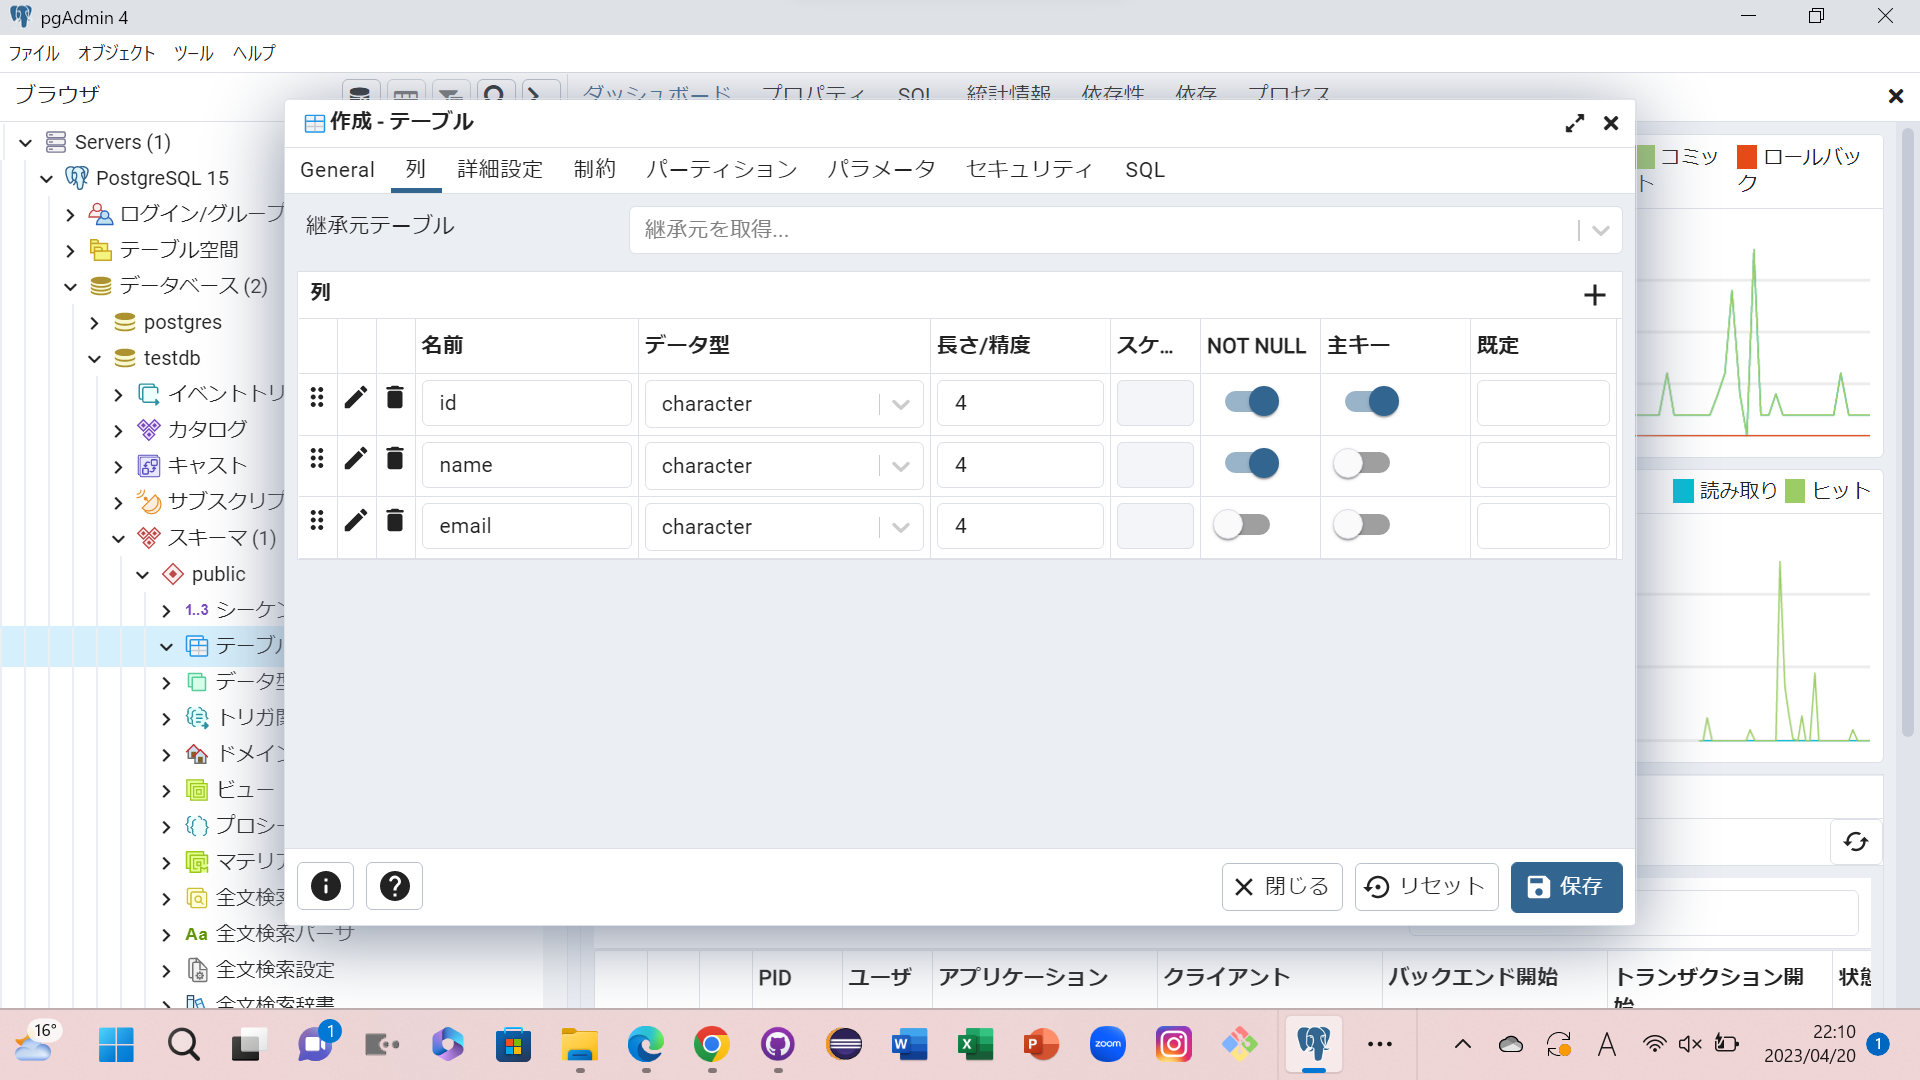 pgAdmin 4
ファイル オブジェクト ツール ヘルプ
ブラウザ
ダッシュボード プロパティ SQL 統計情報 依存性 依存 プロセス
Servers (1)
PostgreSQL 15
ログイン/グループ
テーブル空間
データベース (2)
postgres
testdb
イベントトリ
カタログ
キャスト
サブスクリプ
スキーマ (1)
public
1..3 シーケン
テーブル
データ型
トリガ関
ドメイン
ビュー
プロシー
マテリア
全文検索
Aa 全文検索パーサ
全文検索設定
全文検索辞書
作成 - テーブル
General 列 詳細設定 制約 パーティション パラメータ セキュリティ SQL
継承元テーブル 継承元を取得...
列
名前 データ型 長さ/精度 スケ... NOT NULL 主キー 既定
id character 4
name character 4
email character 4
閉じる リセット 保存
コミット
ロールバック
読み取り ヒット
PID ユーザ アプリケーション クライアント バックエンド開始 トランザクション開始 状態
16°
1
W
X
P
zoom
A
22:10
2023/04/20
1